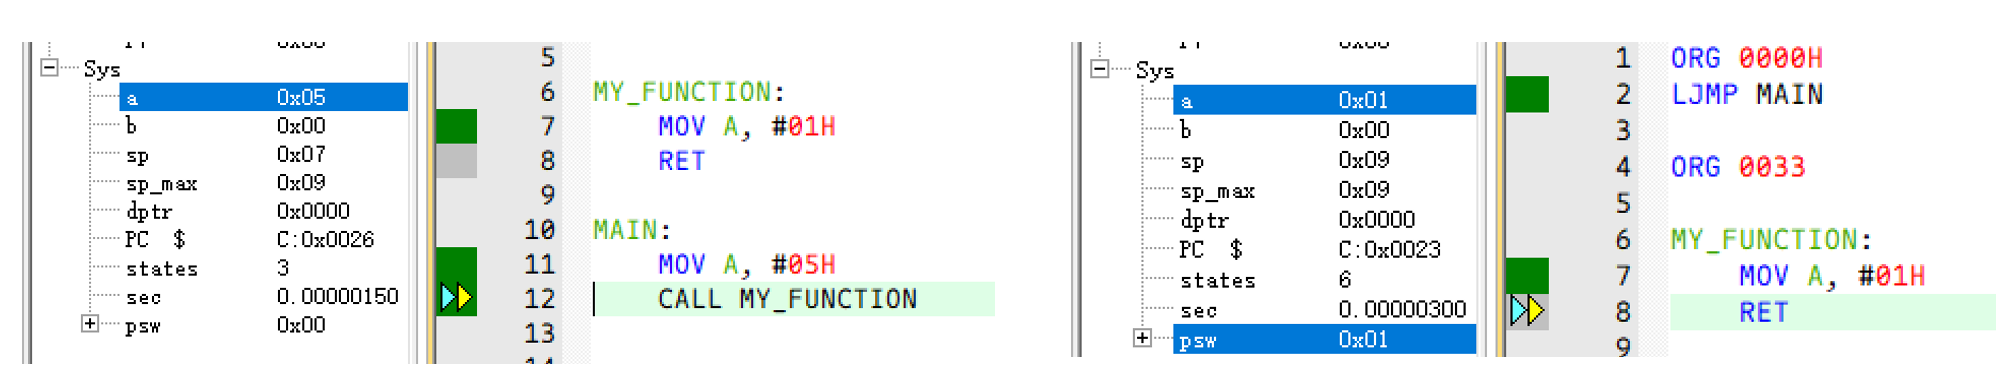 Sys
a 0x05
b 0x00
sp 0x07
sp_max 0x09
dptr 0x0000
PC $ C:0x0026
states 3
sec 0.00000150
psw 0x00
5
6 MY_FUNCTION:
7 MOV A, #01H
8 RET
9
10 MAIN:
11 MOV A, #05H
12 CALL MY_FUNCTION
13
Sys
a 0x01
b 0x00
sp 0x09
sp_max 0x09
dptr 0x0000
PC $ C:0x0023
states 6
sec 0.00000300
psw 0x01
1 ORG 0000H
2 LJMP MAIN
3
4 ORG 0033
5
6 MY_FUNCTION:
7 MOV A, #01H
8 RET
9